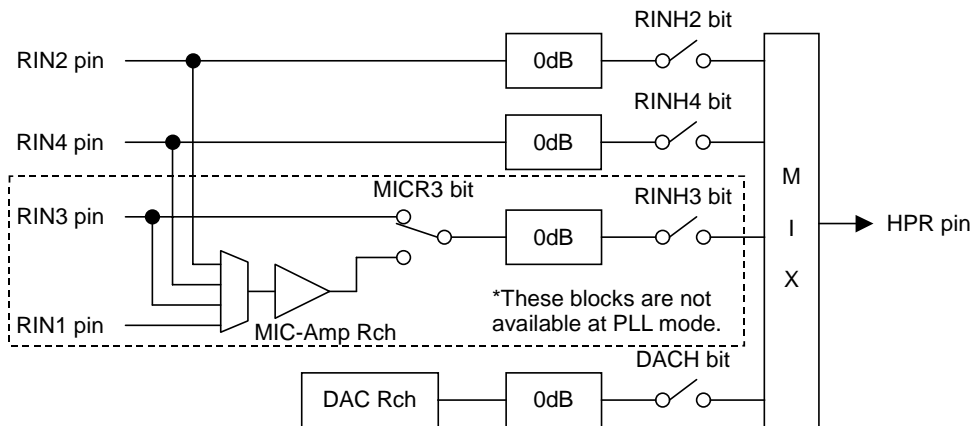 RINH2 bit
RIN2 pin
0dB
RINH4 bit
RIN4 pin
0dB
MICR3 bit
RINH3 bit
RIN3 pin
0dB
M
I
X
HPR pin
*These blocks are not
available at PLL mode.
RIN1 pin
MIC-Amp Rch
DACH bit
DAC Rch
0dB